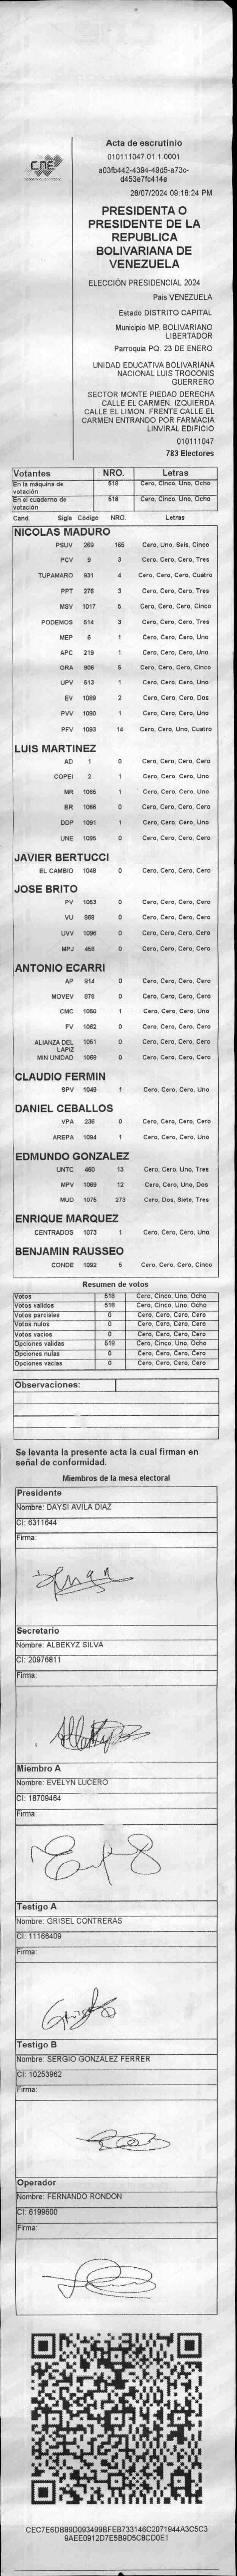 CNE
Acta de escrutinio
010111047.01.1.0001
a03fb442-4394-49d5-a73c-
d453e7fc414e
28/07/2024 09:18:24 PM
PRESIDENTA O
PRESIDENTE DE LA
REPUBLICA
BOLIVARIANA DE
VENEZUELA
ELECCIÓN PRESIDENCIAL 2024
Pais VENEZUELA
Estado DISTRITO CAPITAL
Municipio MP. BOLIVARIANO
LIBERTADOR
Parroquia PQ. 23 DE ENERO
UNIDAD EDUCATIVA BOLIVARIANA
NACIONAL LUIS TROCONIS
GUERRERO
SECTOR MONTE PIEDAD DERECHA
CALLE EL CARMEN. IZQUIERDA
CALLE EL LIMON. FRENTE CALLE EL
CARMEN ENTRANDO POR FARMACIA
LINVIRAL EDIFICIO
010111047
783 Electores
Votantes NRO. Letras
En la máquina de votación 518 Cero, Cinco, Uno, Ocho
En el cuaderno de votación 518 Cero, Cinco, Uno, Ocho
Cand. Sigla Código NRO. Letras
NICOLAS MADURO
PSUV 269 165 Cero, Uno, Seis, Cinco
PCV 9 3 Cero, Cero, Cero, Tres
TUPAMARO 931 4 Cero, Cero, Cero, Cuatro
PPT 276 3 Cero, Cero, Cero, Tres
MSV 1017 5 Cero, Cero, Cero, Cinco
PODEMOS 514 3 Cero, Cero, Cero, Tres
MEP 6 1 Cero, Cero, Cero, Uno
APC 219 1 Cero, Cero, Cero, Uno
ORA 906 5 Cero, Cero, Cero, Cinco
UPV 513 1 Cero, Cero, Cero, Uno
EV 1089 2 Cero, Cero, Cero, Dos
PVV 1090 1 Cero, Cero, Cero, Uno
PFV 1093 14 Cero, Cero, Uno, Cuatro
LUIS MARTINEZ
AD 1 0 Cero, Cero, Cero, Cero
COPEI 2 1 Cero, Cero, Cero, Uno
MR 1065 1 Cero, Cero, Cero, Uno
BR 1066 0 Cero, Cero, Cero, Cero
DDP 1091 1 Cero, Cero, Cero, Uno
UNE 1095 0 Cero, Cero, Cero, Cero
JAVIER BERTUCCI
EL CAMBIO 1048 0 Cero, Cero, Cero, Cero
JOSE BRITO
PV 1053 0 Cero, Cero, Cero, Cero
VU 868 0 Cero, Cero, Cero, Cero
UVV 1096 0 Cero, Cero, Cero, Cero
MPJ 458 0 Cero, Cero, Cero, Cero
ANTONIO ECARRI
AP 814 0 Cero, Cero, Cero, Cero
MOVEV 878 0 Cero, Cero, Cero, Cero
CMC 1050 1 Cero, Cero, Cero, Uno
FV 1062 0 Cero, Cero, Cero, Cero
ALIANZA DEL LAPIZ 1051 0 Cero, Cero, Cero, Cero
MIN UNIDAD 1069 0 Cero, Cero, Cero, Cero
CLAUDIO FERMIN
SPV 1049 1 Cero, Cero, Cero, Uno
DANIEL CEBALLOS
VPA 236 0 Cero, Cero, Cero, Cero
AREPA 1094 1 Cero, Cero, Cero, Uno
EDMUNDO GONZALEZ
UNTC 460 13 Cero, Cero, Uno, Tres
MPV 1069 12 Cero, Cero, Uno, Dos
MUD 1075 273 Cero, Dos, Siete, Tres
ENRIQUE MARQUEZ
CENTRADOS 1073 1 Cero, Cero, Cero, Uno
BENJAMIN RAUSSEO
CONDE 1092 5 Cero, Cero, Cero, Cinco
Resumen de votos
Votos 518 Cero, Cinco, Uno, Ocho
Votos validos 518 Cero, Cinco, Uno, Ocho
Votos parciales 0 Cero, Cero, Cero, Cero
Votos nulos 0 Cero, Cero, Cero, Cero
Votos vacios 0 Cero, Cero, Cero, Cero
Opciones validas 518 Cero, Cinco, Uno, Ocho
Opciones nulas 0 Cero, Cero, Cero, Cero
Opciones vacias 0 Cero, Cero, Cero, Cero
Observaciones:
Se levanta la presente acta la cual firman en
señal de conformidad.
Miembros de la mesa electoral
Presidente
Nombre: DAYSI AVILA DIAZ
CI: 6311644
Firma:
Secretario
Nombre: ALBEKYZ SILVA
CI: 20976811
Firma:
Miembro A
Nombre: EVELYN LUCERO
CI: 18709464
Firma:
Testigo A
Nombre: GRISEL CONTRERAS
CI: 11166409
Firma:
Testigo B
Nombre: SERGIO GONZALEZ FERRER
CI: 10253962
Firma:
Operador
Nombre: FERNANDO RONDON
CI: 6199600
Firma:
CEC7E6DB89D093499BFEB733146C2071944A3C5C3
9AEE0912D7E5B9D5C8CD0E1